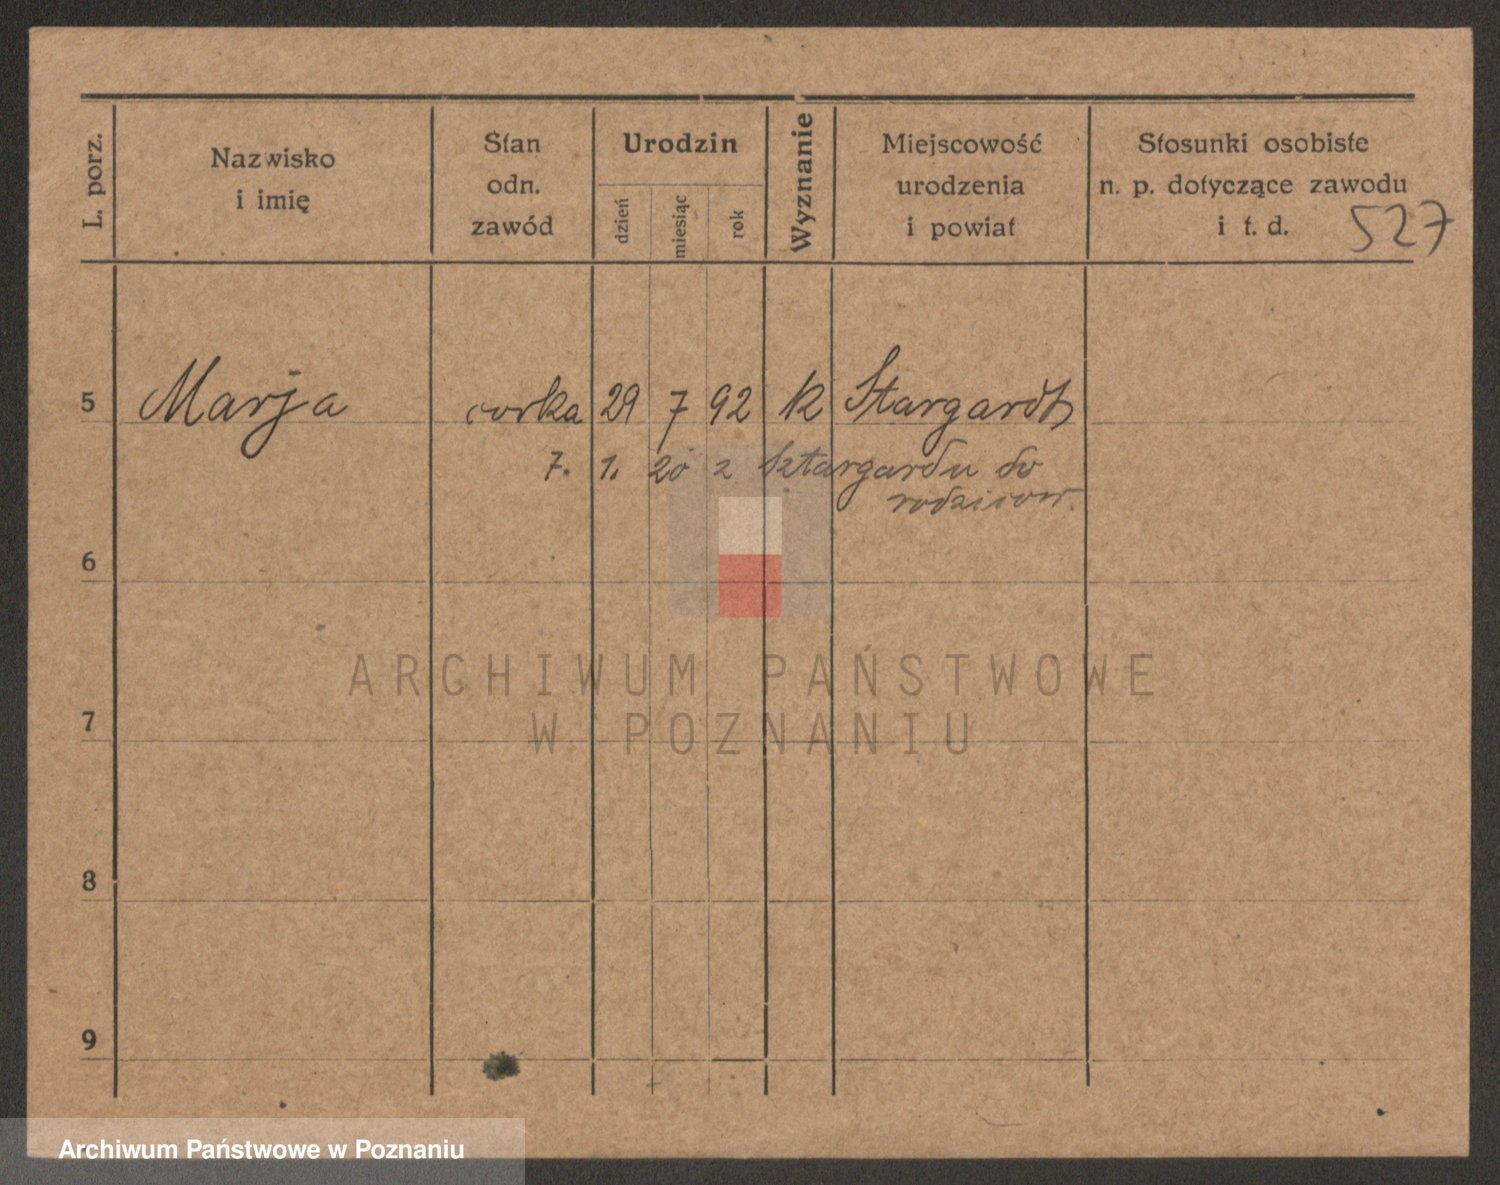 L. porz.
Nazwisko
i imię
Stan
odn.
zawód
Urodzin
dzień
miesiąc
rok
Wyznanie
Miejscowość
urodzenia
i powiat
Stosunki osobiste
n. p. dotyczące zawodu
i t. d.
527
5 Marja corka 29 7 92 k Stargardt
7. 1. 20 z Sztargardu do
rodzicow.
6
ARCHIWUM PAŃSTWOWE
7
W POZNANIU
8
9
Archiwum Państwowe w Poznaniu